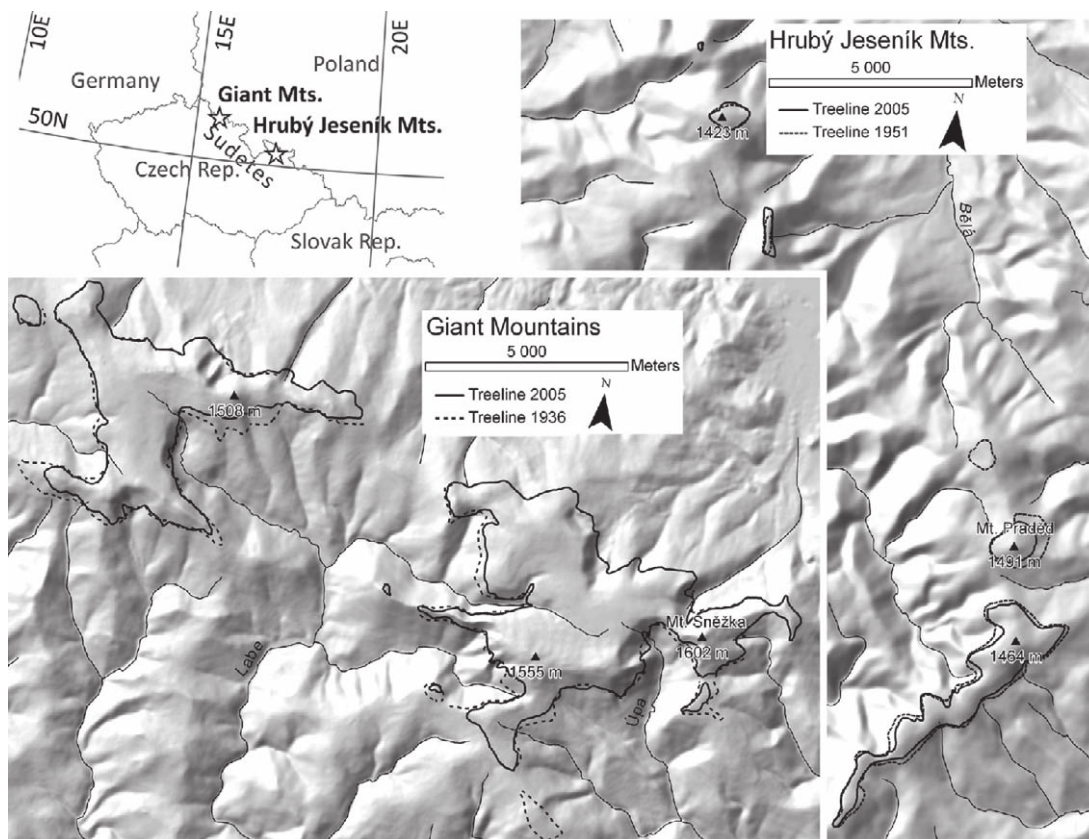 10E
15E
20E
Germany
Poland
Giant Mts.
50N
Hrubý Jeseník Mts.
Sudetes
Czech Rep.
Slovak Rep.
Hrubý Jeseník Mts.
5 000
Meters
N
Treeline 2005
Treeline 1951
1423 m
Bělá
Mt. Praděd
1491 m
1464 m
Giant Mountains
5 000
Meters
N
Treeline 2005
Treeline 1936
1508 m
Labe
Mt. Sněžka
1602 m
1555 m
Úpa